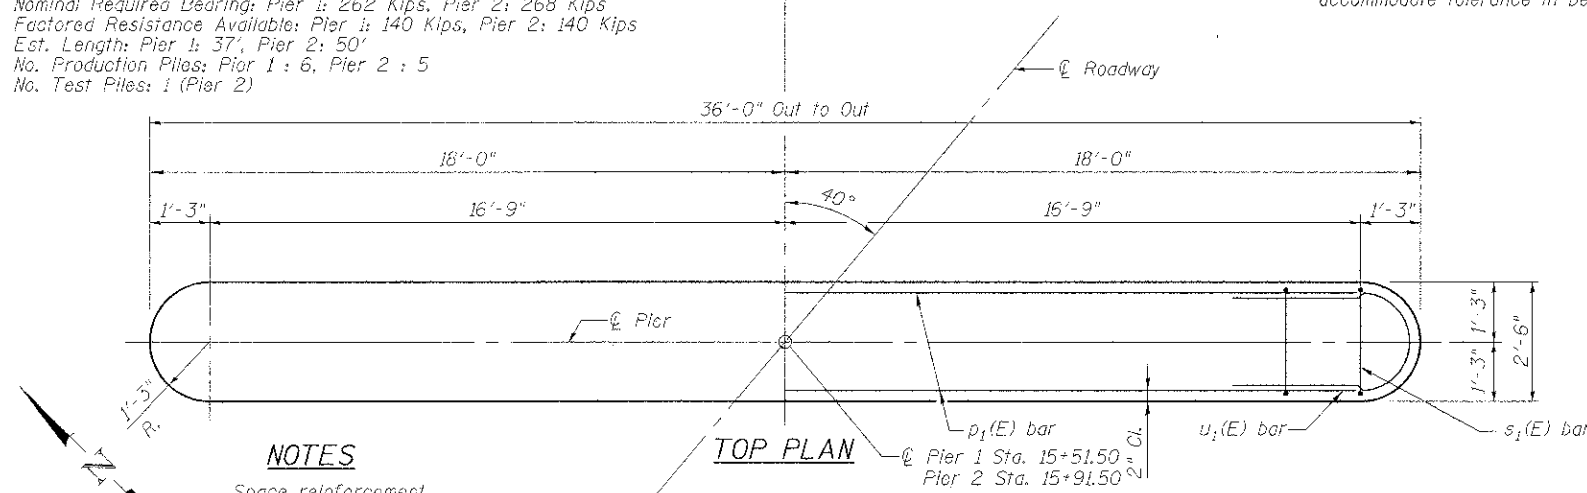 Nominal Required Bearing: Pier 1: 262 Kips, Pier 2: 268 Kips
Factored Resistance Available: Pier 1: 140 Kips, Pier 2: 140 Kips
Est. Length: Pier 1: 37', Pier 2: 50'
No. Production Piles: Pier 1 : 6, Pier 2 : 5
No. Test Piles: 1 (Pier 2)
accommodate tolerance in
℄ Roadway
36'-0" Out to Out
18'-0" 18'-0"
1'-3" 16'-9" 40° 16'-9" 1'-3"
℄ Pier
1'-3" 1'-3" 2'-6"
1'-3" R.
2" Cl.
p₁(E) bar u₁(E) bar s₁(E) bar
NOTES
TOP PLAN
℄ Pier 1 Sta. 15+51.50
Pier 2 Sta. 15+91.50
N
Space reinforcement